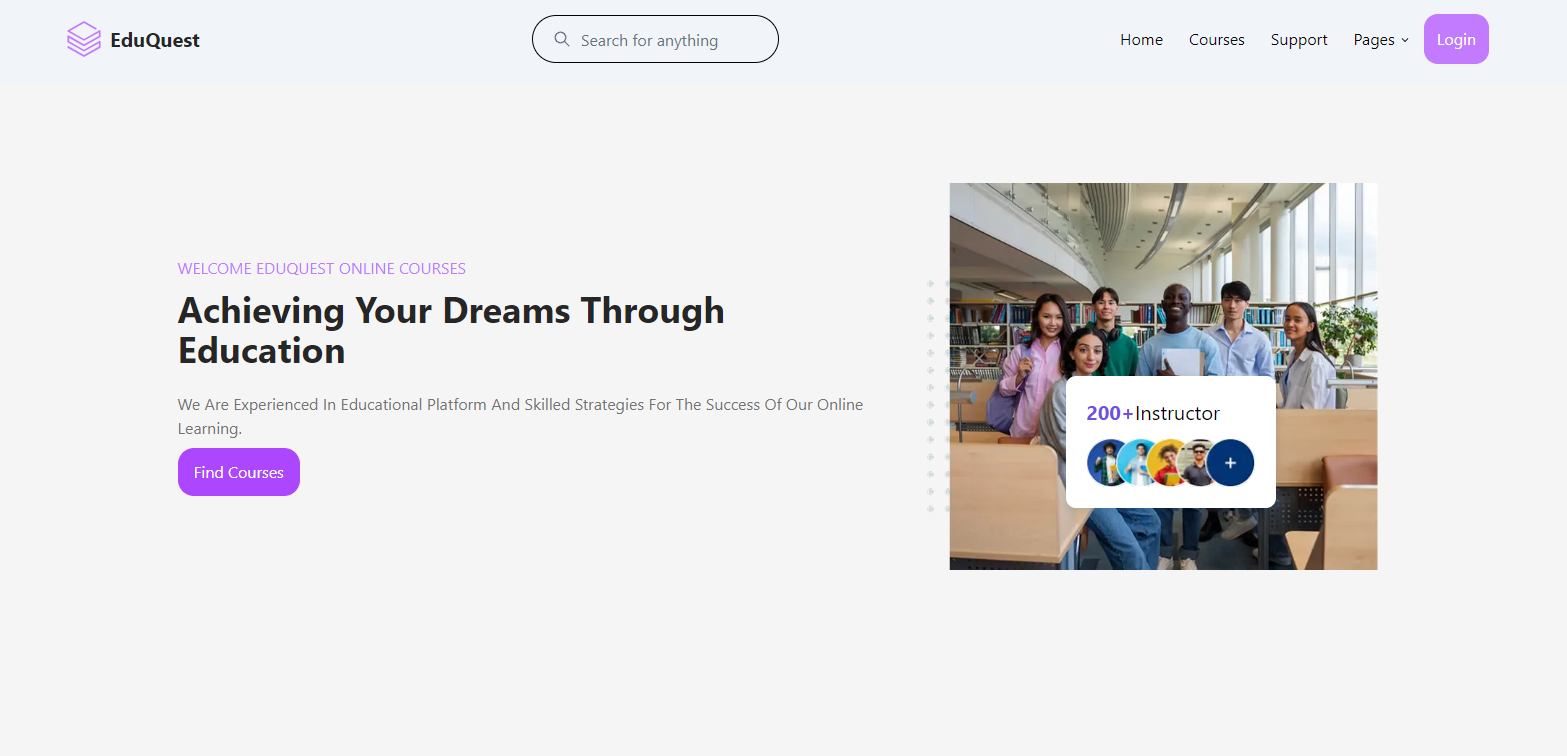 EduQuest
Search for anything
Home
Courses
Support
Pages
Login
WELCOME EDUQUEST ONLINE COURSES
Achieving Your Dreams Through
Education
We Are Experienced In Educational Platform And Skilled Strategies For The Success Of Our Online
Learning.
Find Courses
200+Instructor
+